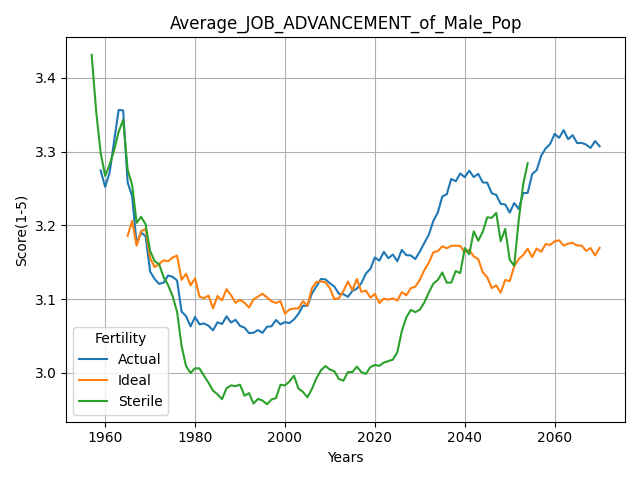 Average_JOB_ADVANCEMENT_of_Male_Pop
Score(1-5)
3.4
3.3
3.2
3.1
3.0
Fertility
Actual
Ideal
Sterile
1960
1980
2000
2020
2040
2060
Years